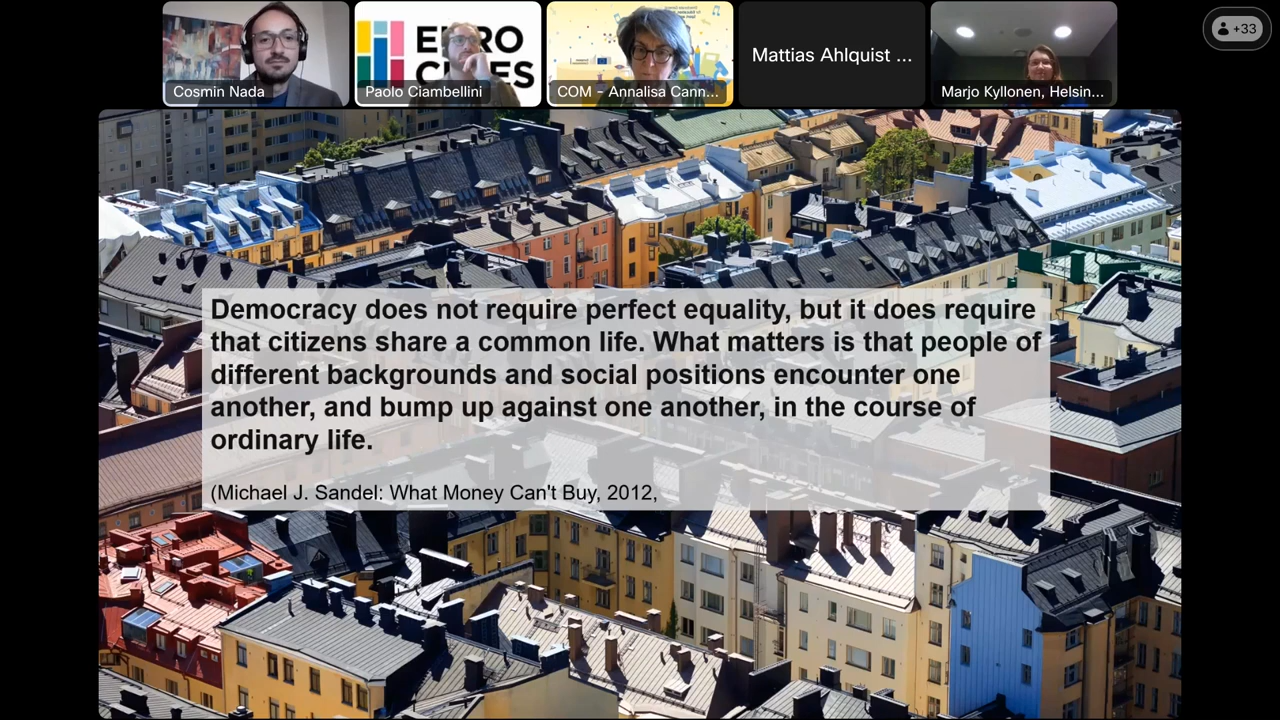 Cosmin Nada
EURO
CITIES
Paolo Ciambellini
COM - Annalisa Cann...
Mattias Ahlquist ...
Marjo Kyllonen, Helsin...
+33
Democracy does not require perfect equality, but it does require
that citizens share a common life. What matters is that people of
different backgrounds and social positions encounter one
another, and bump up against one another, in the course of
ordinary life.
(Michael J. Sandel: What Money Can't Buy, 2012,